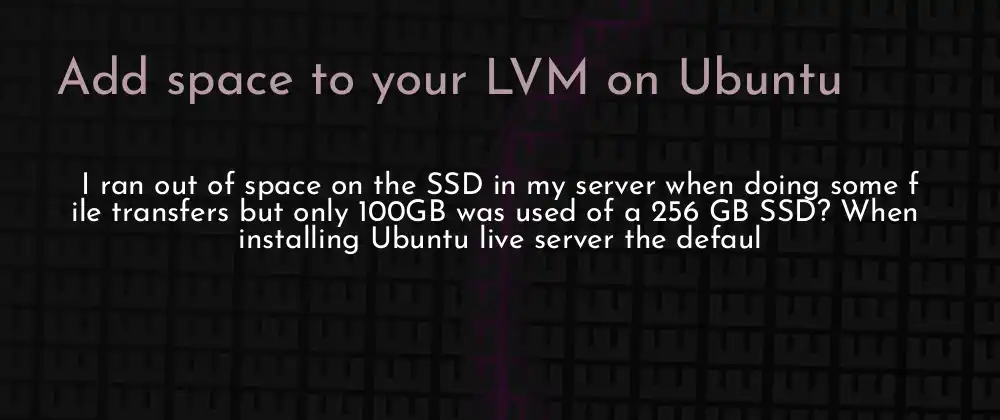 Add space to your LVM on Ubuntu
I ran out of space on the SSD in my server when doing some f
ile transfers but only 100GB was used of a 256 GB SSD? When
installing Ubuntu live server the defaul